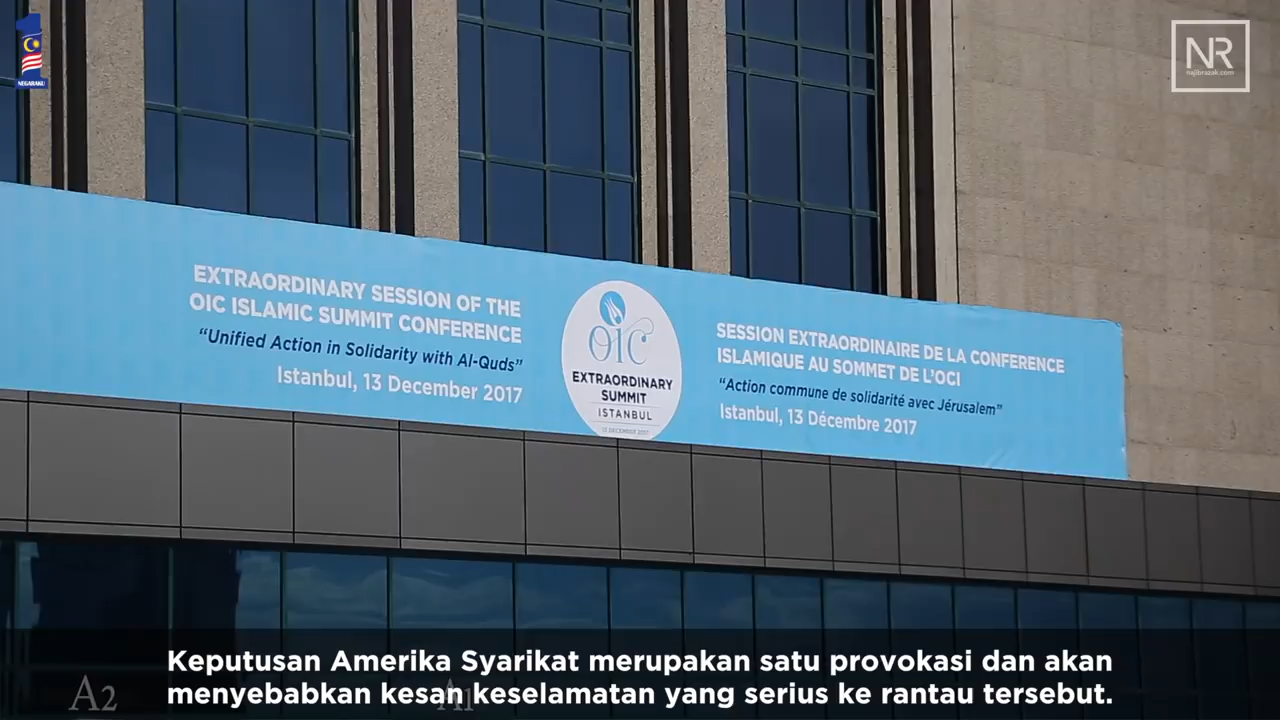 NEGARAKU
NR
najibrazak.com
EXTRAORDINARY SESSION OF THE
OIC ISLAMIC SUMMIT CONFERENCE
“Unified Action in Solidarity with Al-Quds”
Istanbul, 13 December 2017
OIC
EXTRAORDINARY
SUMMIT
ISTANBUL
13 DECEMBER 2017
SESSION EXTRAORDINAIRE DE LA CONFERENCE
ISLAMIQUE AU SOMMET DE L’OCI
“Action commune de solidarité avec Jérusalem”
Istanbul, 13 Décembre 2017
A2
A1
Keputusan Amerika Syarikat merupakan satu provokasi dan akan
menyebabkan kesan keselamatan yang serius ke rantau tersebut.